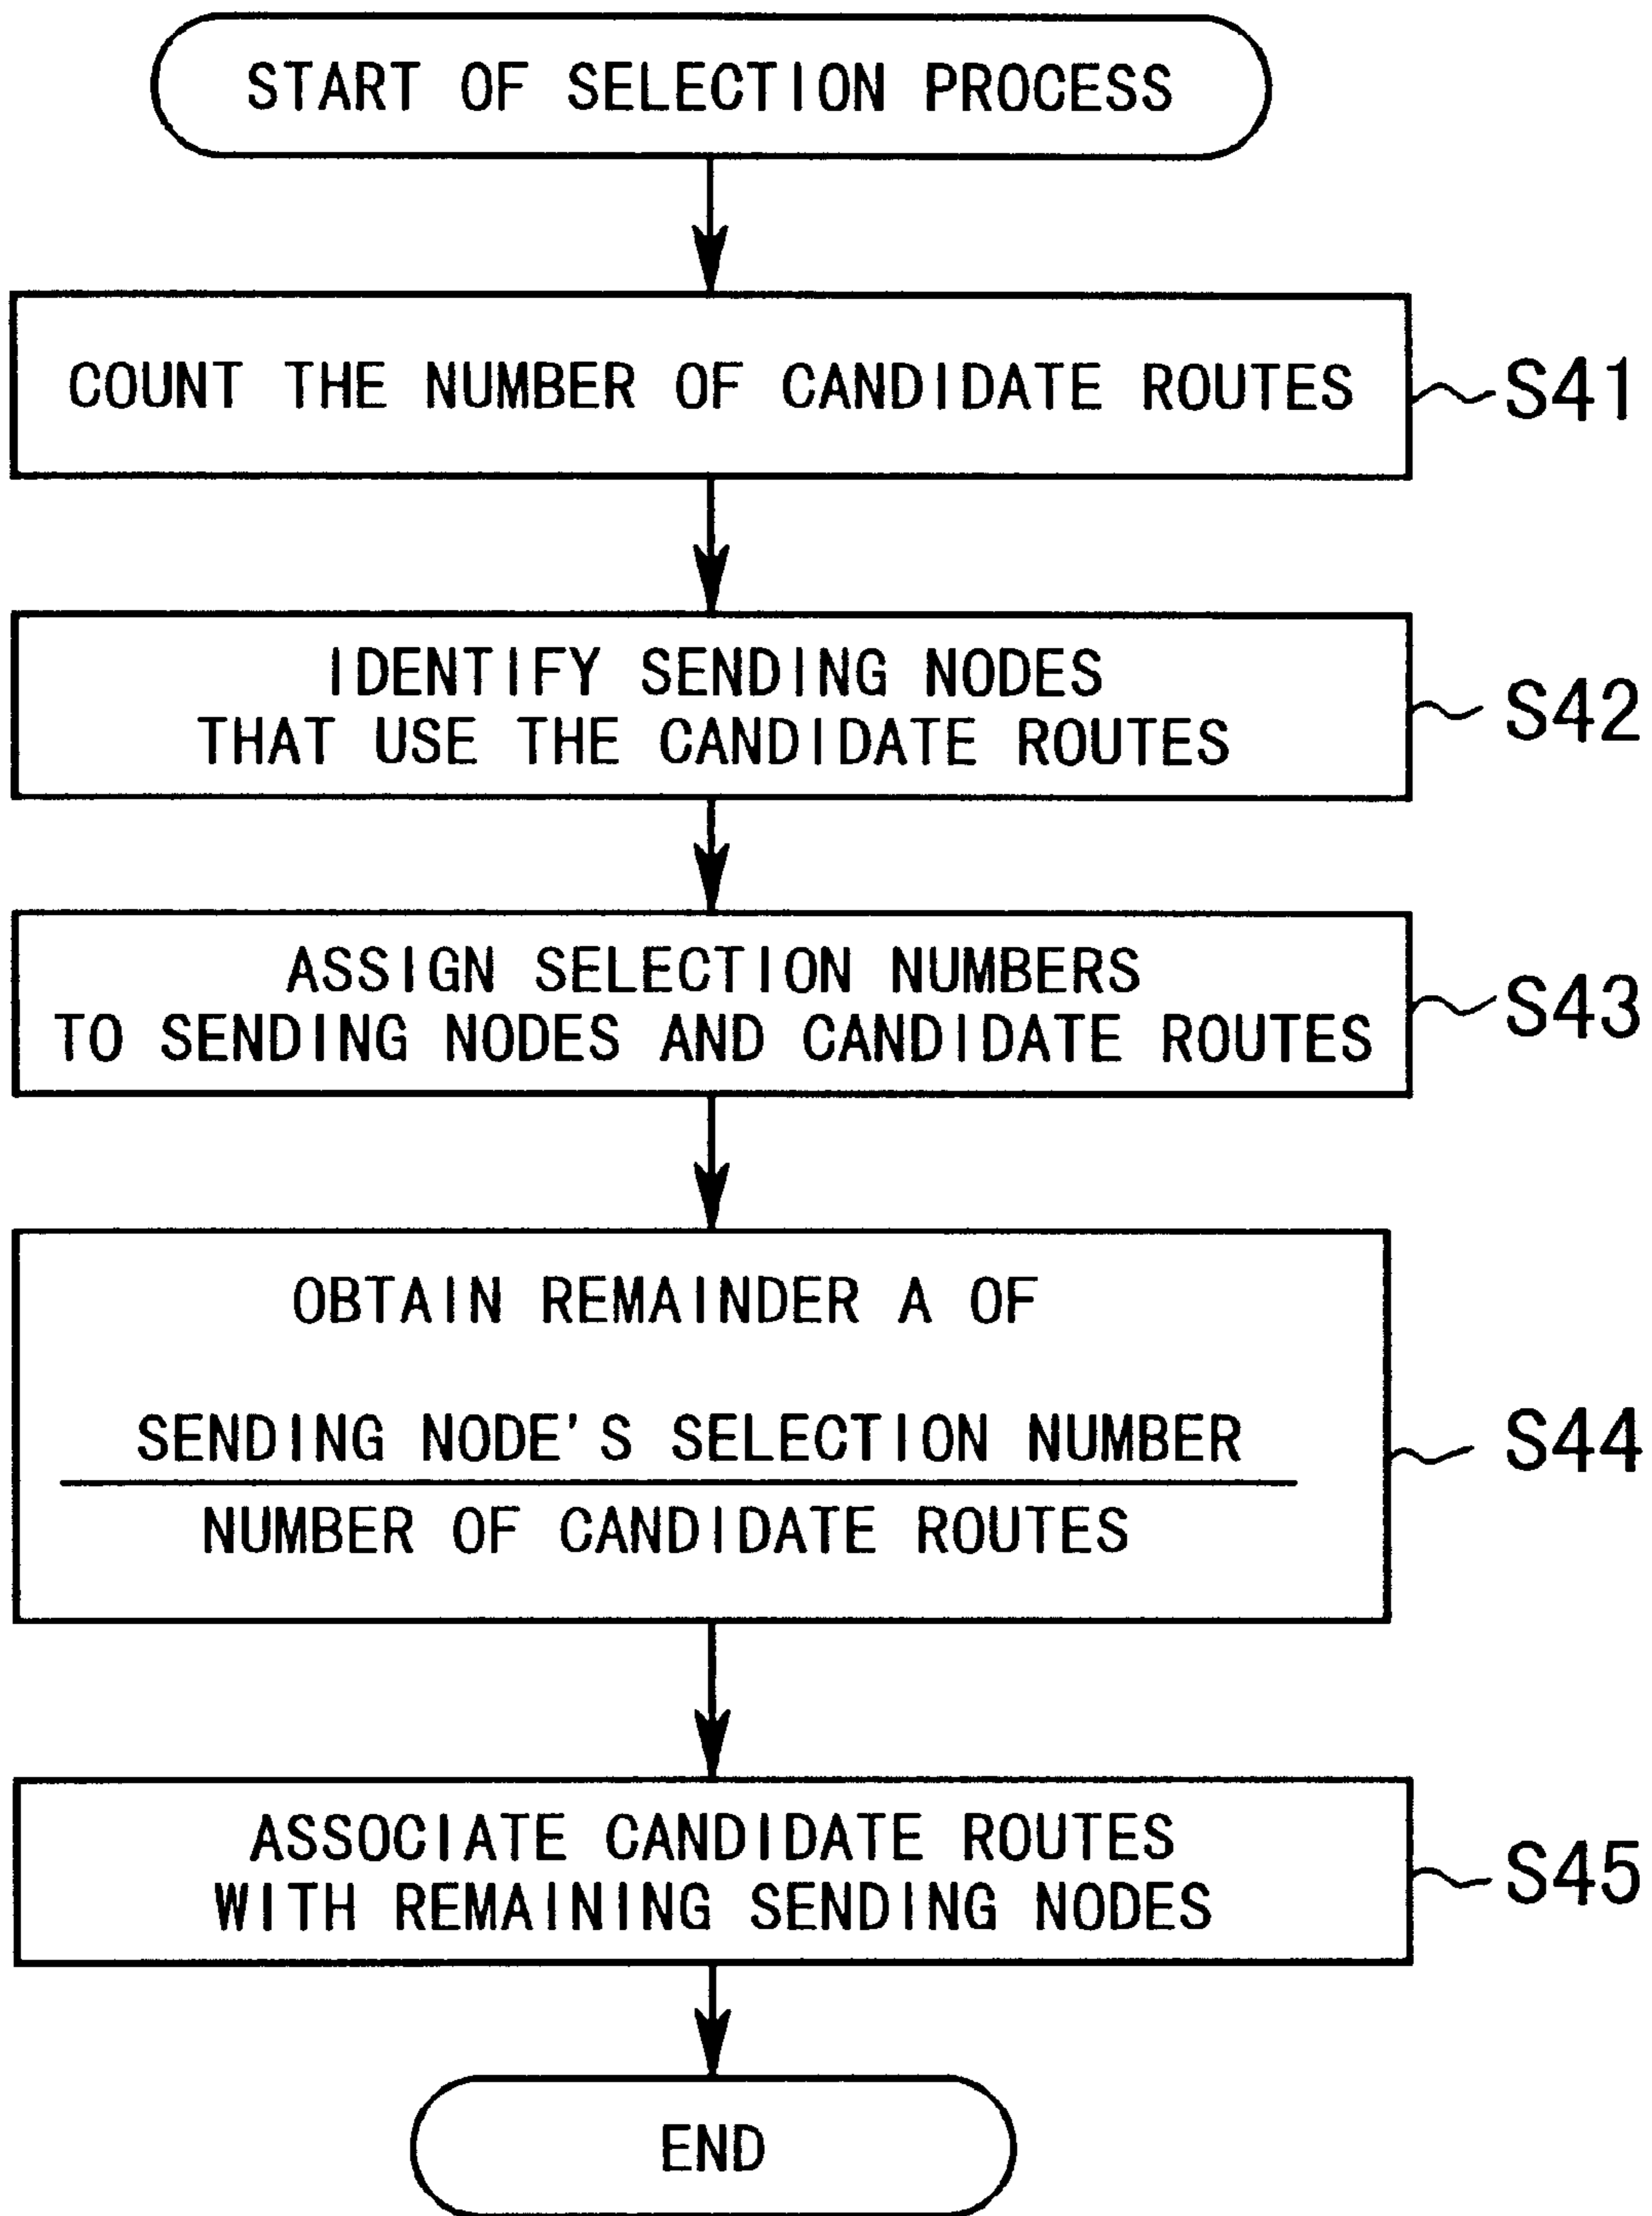 START OF SELECTION PROCESS
COUNT THE NUMBER OF CANDIDATE ROUTES
S41
IDENTIFY SENDING NODES
THAT USE THE CANDIDATE ROUTES
S42
ASSIGN SELECTION NUMBERS
TO SENDING NODES AND CANDIDATE ROUTES
S43
OBTAIN REMAINDER A OF
SENDING NODE'S SELECTION NUMBER
NUMBER OF CANDIDATE ROUTES
S44
ASSOCIATE CANDIDATE ROUTES
WITH REMAINING SENDING NODES
S45
END